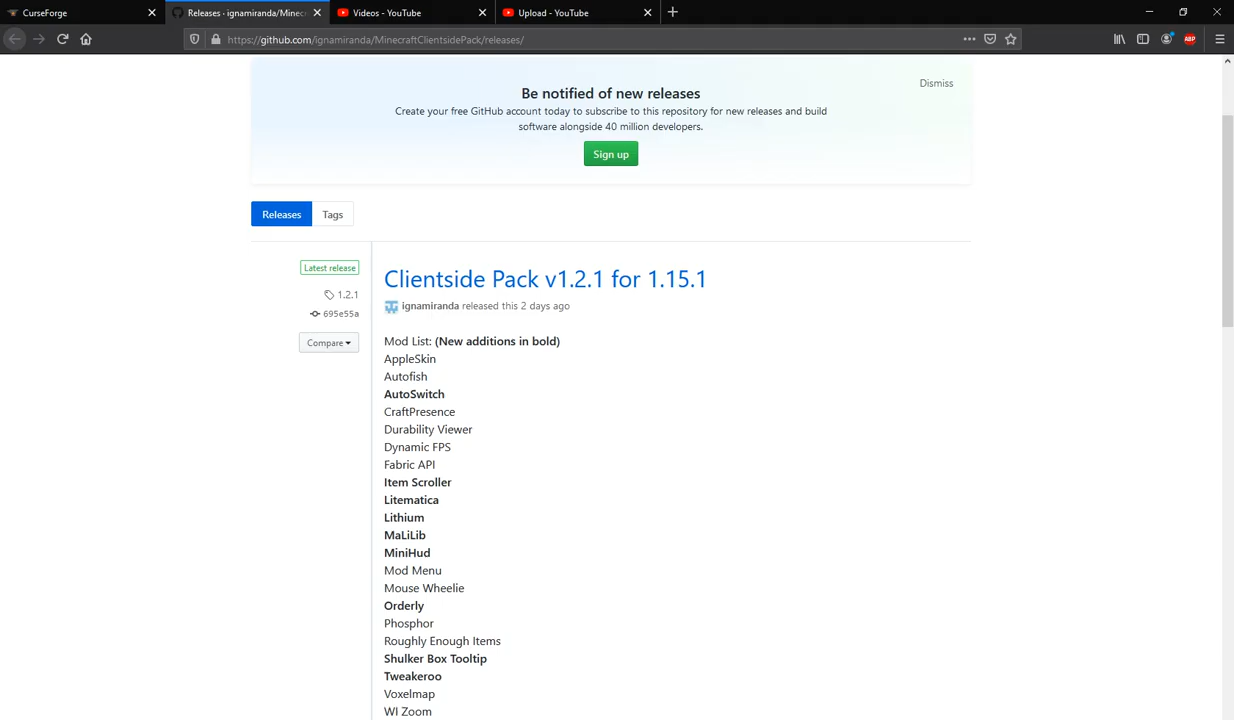 CurseForge
Releases · ignamiranda/Minec
Videos - YouTube
Upload - YouTube
https://github.com/ignamiranda/MinecraftClientsidePack/releases/
ABP
Be notified of new releases
Dismiss
Create your free GitHub account today to subscribe to this repository for new releases and build
software alongside 40 million developers.
Sign up
Releases
Tags
Latest release
1.2.1
695e55a
Compare
Clientside Pack v1.2.1 for 1.15.1
ignamiranda released this 2 days ago
Mod List: (New additions in bold)
AppleSkin
Autofish
AutoSwitch
CraftPresence
Durability Viewer
Dynamic FPS
Fabric API
Item Scroller
Litematica
Lithium
MaLiLib
MiniHud
Mod Menu
Mouse Wheelie
Orderly
Phosphor
Roughly Enough Items
Shulker Box Tooltip
Tweakeroo
Voxelmap
WI Zoom